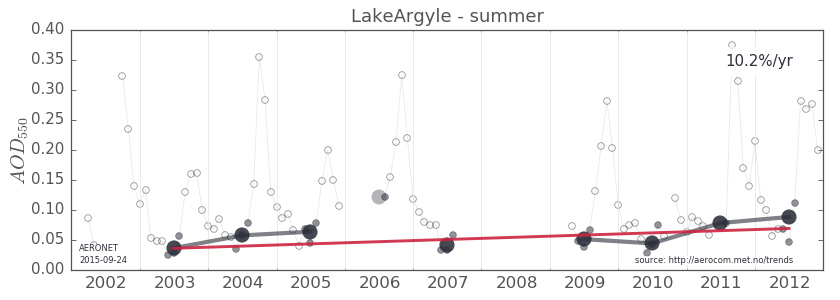 LakeArgyle - summer
0.40
0.35
0.30
0.25
0.20
0.15
0.10
0.05
0.00
AOD550
10.2%/yr
AERONET
2015-09-24
source: http://aerocom.met.no/trends
2002 2003 2004 2005 2006 2007 2008 2009 2010 2011 2012